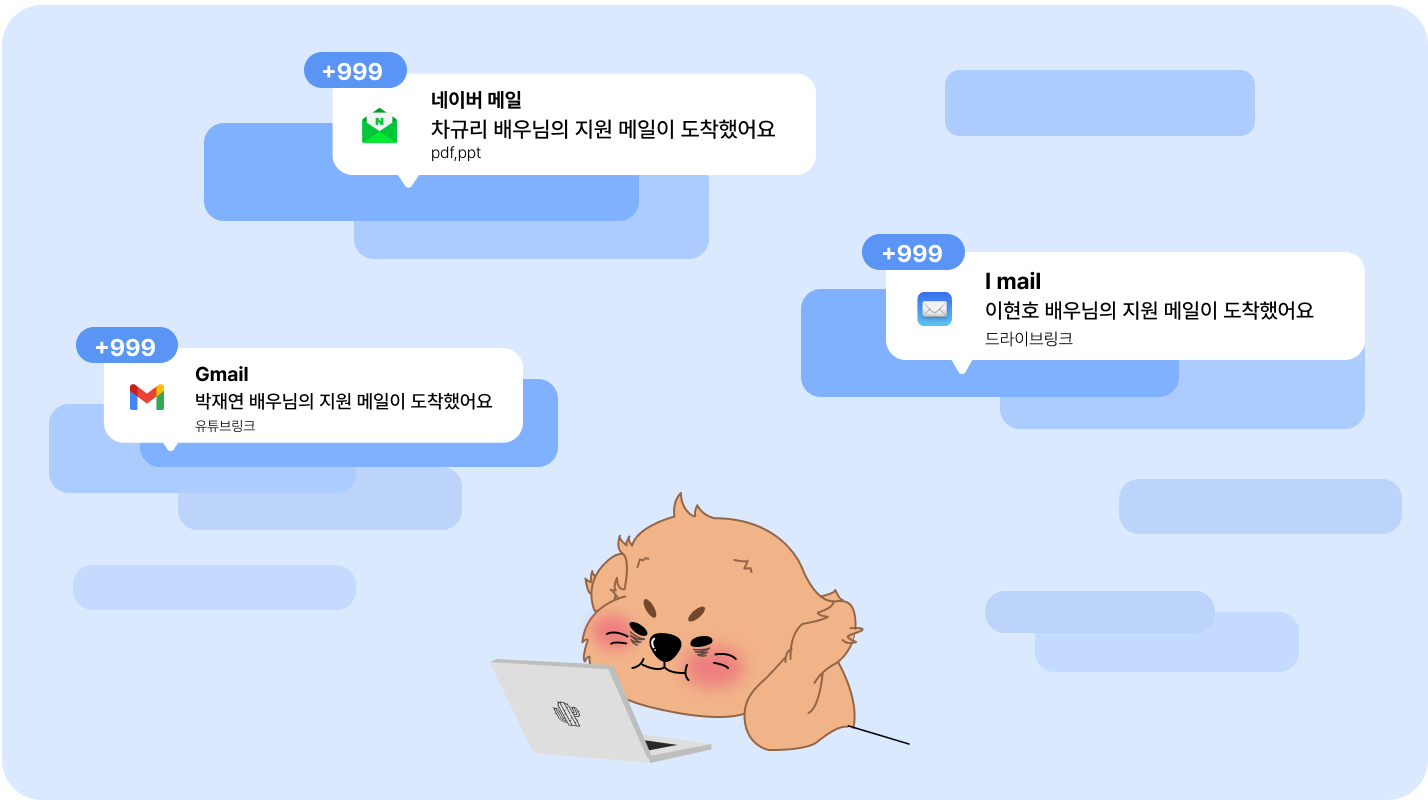 +999
네이버 메일
차규리 배우님의 지원 메일이 도착했어요
pdf,ppt
+999
I mail
이현호 배우님의 지원 메일이 도착했어요
드라이브링크
+999
Gmail
박재연 배우님의 지원 메일이 도착했어요
유튜브링크